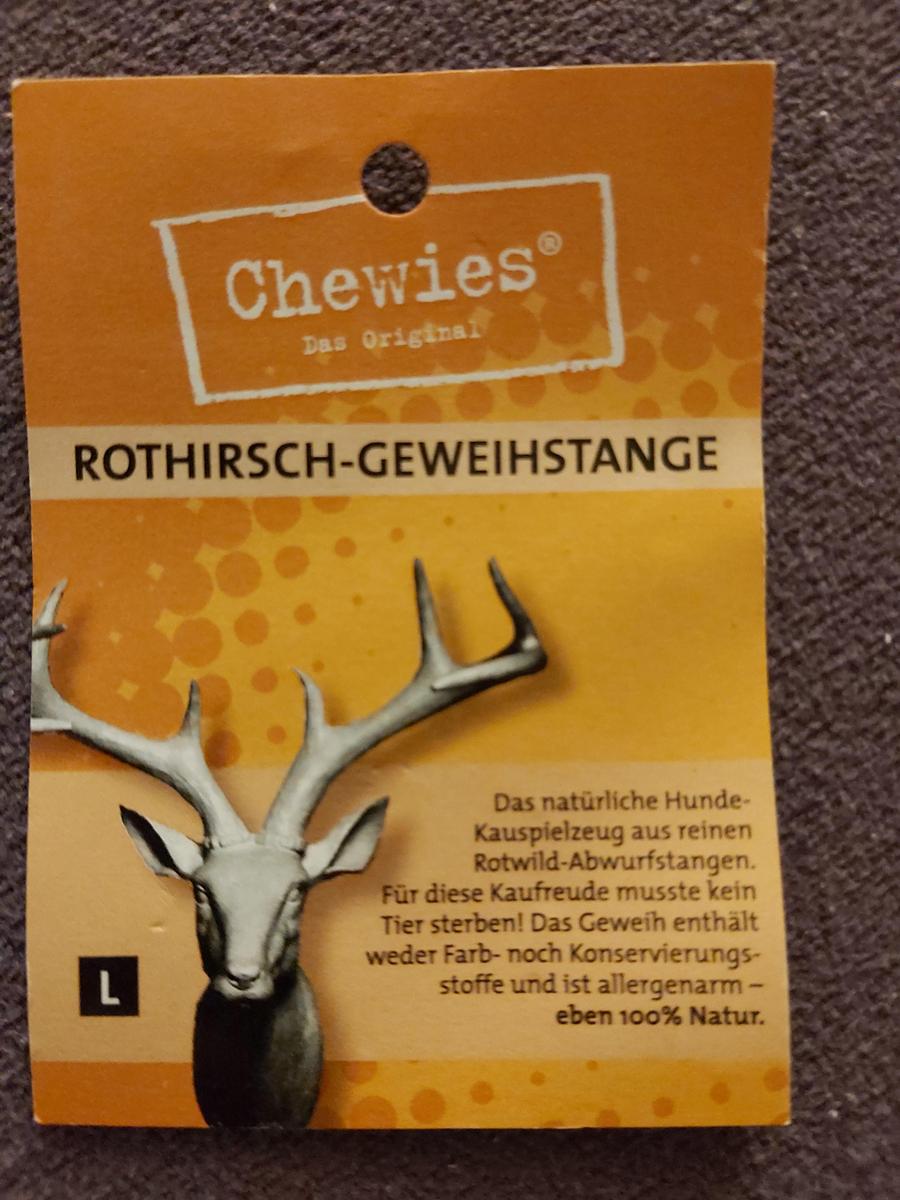 Chewies®
Das Original
ROTHIRSCH-GEWEIHSTANGE
Das natürliche Hunde-
Kauspielzeug aus reinen
Rotwild-Abwurfstangen.
Für diese Kaufreude musste kein
Tier sterben! Das Geweih enthält
weder Farb- noch Konservierungs-
stoffe und ist allergenarm –
eben 100% Natur.
L